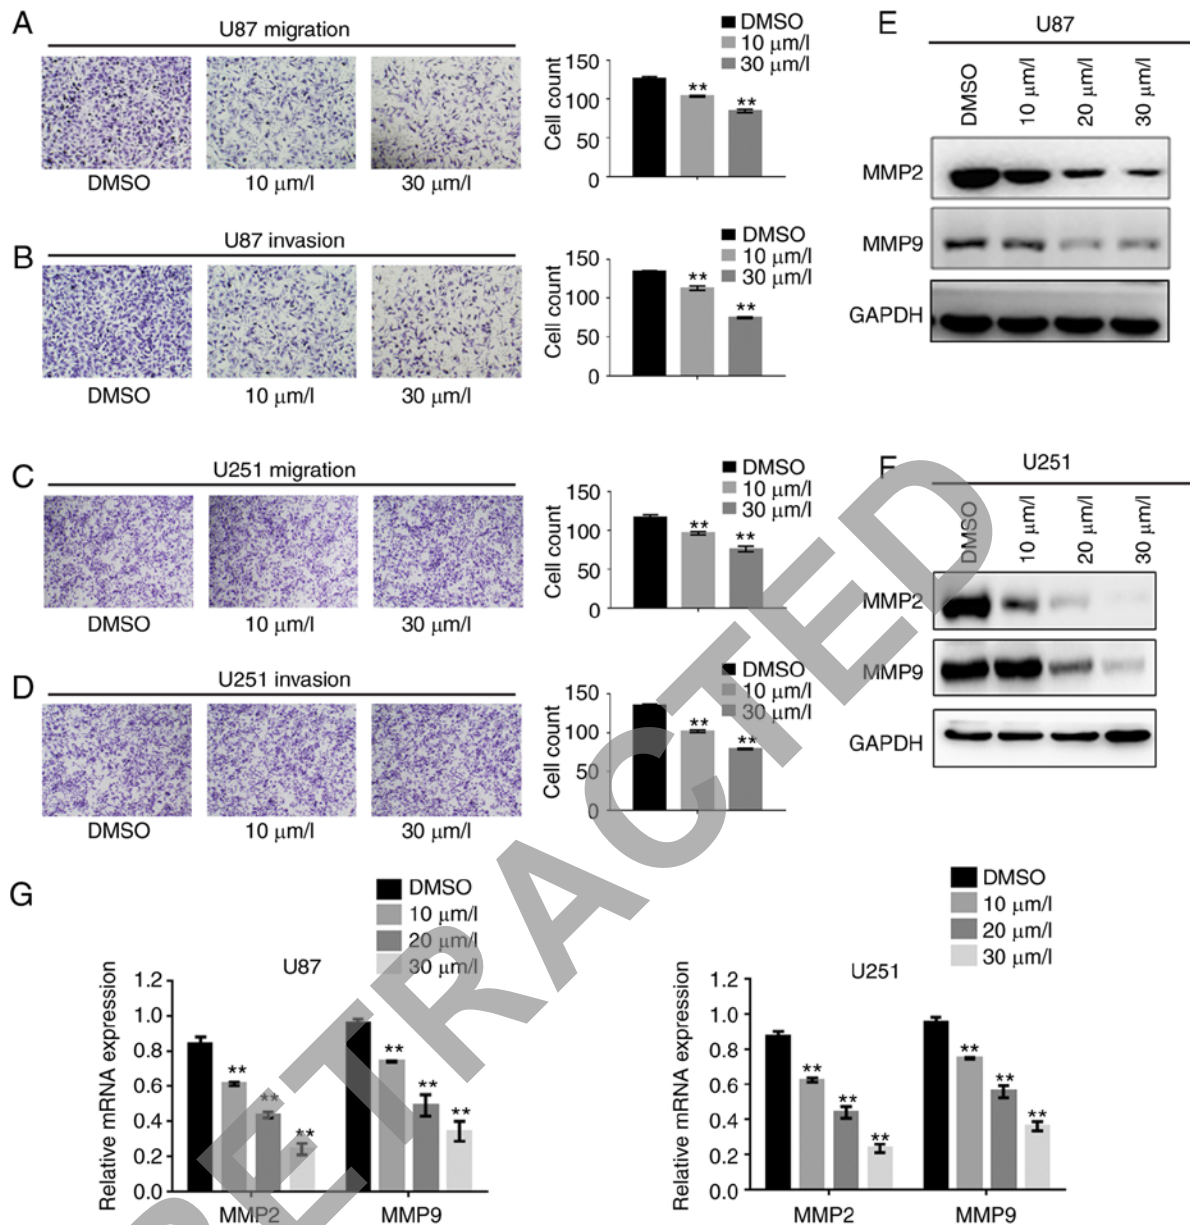 A
U87 migration
DMSO
10 μm/l
30 μm/l
Cell count
150
100
50
0
** **
DMSO
10 μm/l
30 μm/l
B
U87 invasion
DMSO
10 μm/l
30 μm/l
Cell count
150
100
50
0
** **
DMSO
10 μm/l
30 μm/l
C
U251 migration
DMSO
10 μm/l
30 μm/l
Cell count
150
100
50
0
** **
DMSO
10 μm/l
30 μm/l
D
U251 invasion
DMSO
10 μm/l
30 μm/l
Cell count
150
100
50
0
** **
DMSO
10 μm/l
30 μm/l
E
U87
DMSO
10 μm/l
20 μm/l
30 μm/l
MMP2
MMP9
GAPDH
F
U251
DMSO
10 μm/l
20 μm/l
30 μm/l
MMP2
MMP9
GAPDH
G
DMSO
10 μm/l
20 μm/l
30 μm/l
U87
Relative mRNA expression
1.2
1.0
0.8
0.6
0.4
0.2
0.0
** ** ** ** ** **
MMP2 MMP9
DMSO
10 μm/l
20 μm/l
30 μm/l
U251
Relative mRNA expression
1.2
1.0
0.8
0.6
0.4
0.2
0.0
** ** ** ** ** **
MMP2 MMP9
RETRACTED